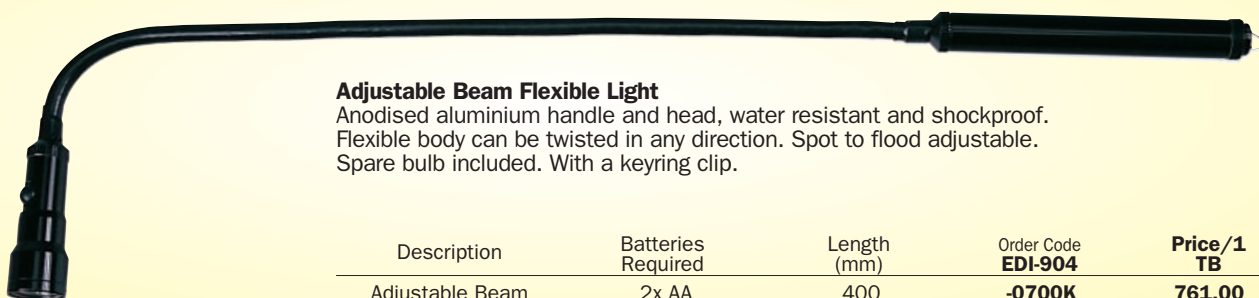 Adjustable Beam Flexible Light
Anodised aluminium handle and head, water resistant and shockproof.
Flexible body can be twisted in any direction. Spot to flood adjustable.
Spare bulb included. With a keyring clip.
Description Batteries Required Length (mm) Order Code EDI-904 Price/1 TB
Adjustable Beam 2x AA 400 -0700K 761.00